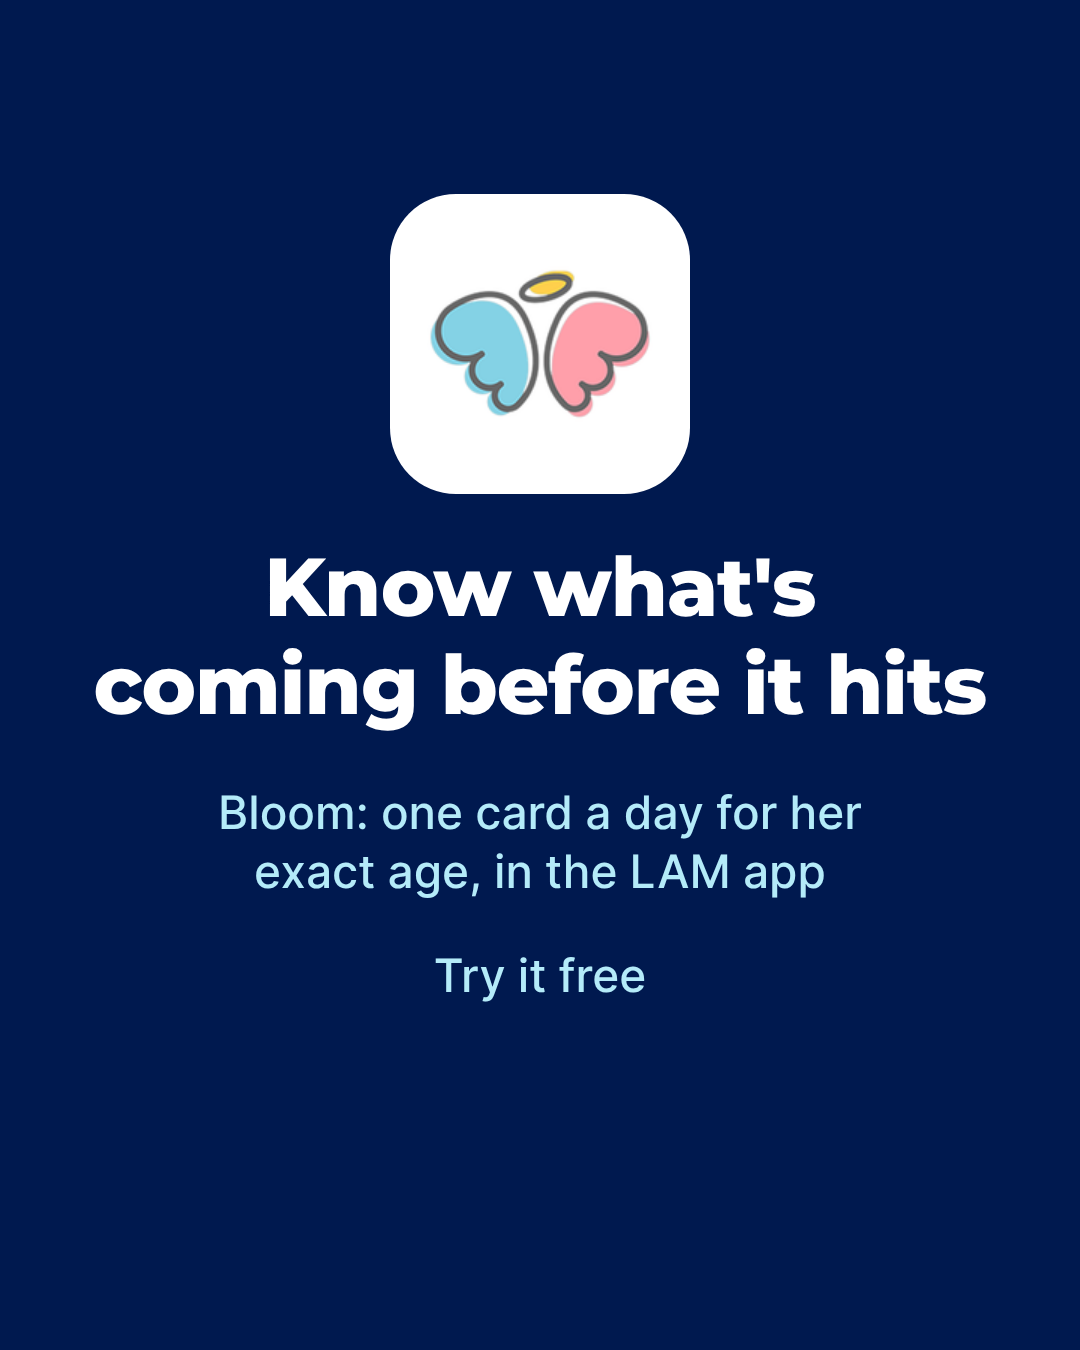 Know what's
coming before it hits
Bloom: one card a day for her
exact age, in the LAM app
Try it free